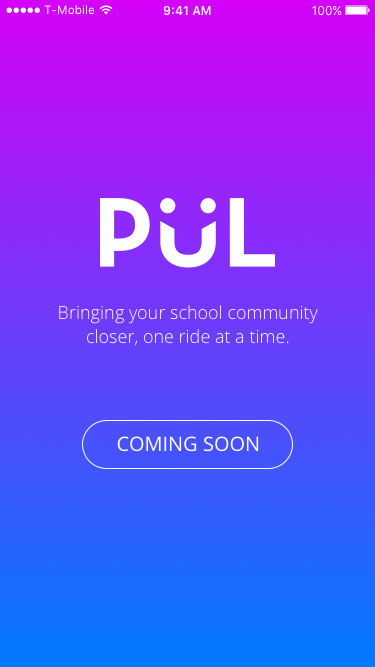 T-Mobile 9:41 AM 100%
PÜL
Bringing your school community
closer, one ride at a time.
COMING SOON